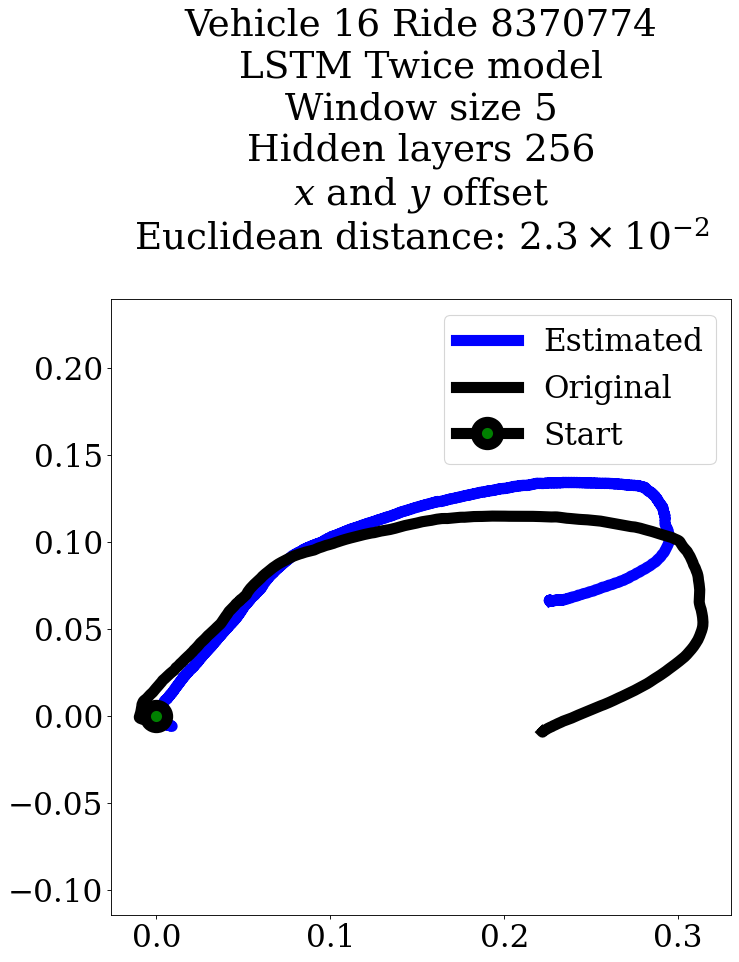 Vehicle 16 Ride 8370774
LSTM Twice model
Window size 5
Hidden layers 256
x and y offset
Euclidean distance: 2.3 × 10⁻²
Estimated
Original
Start
0.20
0.15
0.10
0.05
0.00
−0.05
−0.10
0.0 0.1 0.2 0.3